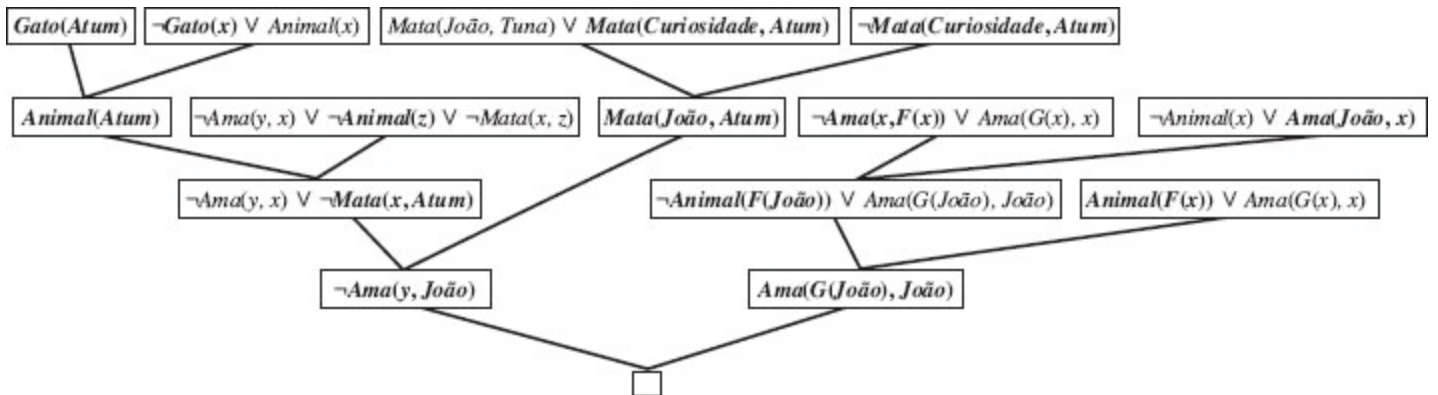 Gato(Atum)
¬Gato(x) ∨ Animal(x)
Mata(João, Tuna) ∨ Mata(Curiosidade, Atum)
¬Mata(Curiosidade, Atum)
Animal(Atum)
¬Ama(y, x) ∨ ¬Animal(z) ∨ ¬Mata(x, z)
Mata(João, Atum)
¬Ama(x,F(x)) ∨ Ama(G(x), x)
¬Animal(x) ∨ Ama(João, x)
¬Ama(y, x) ∨ ¬Mata(x, Atum)
¬Animal(F(João)) ∨ Ama(G(João), João)
Animal(F(x)) ∨ Ama(G(x), x)
¬Ama(y, João)
Ama(G(João), João)